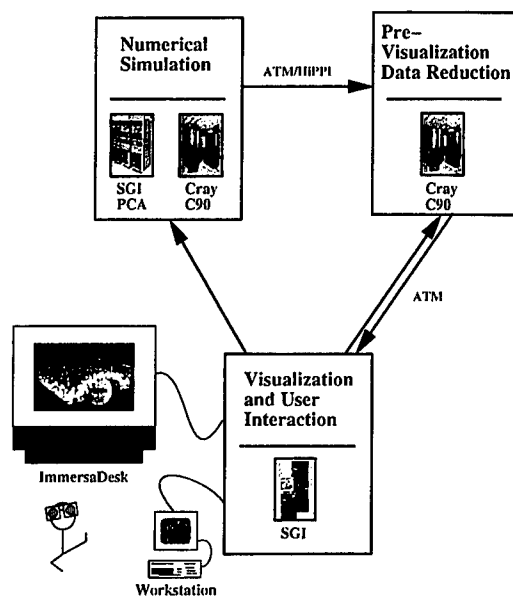 Numerical
Simulation
SGI
PCA
Cray
C90
ATM/HiPPI
Pre-
Visualization
Data Reduction
Cray
C90
ATM
Visualization
and User
Interaction
SGI
ImmersaDesk
Workstation